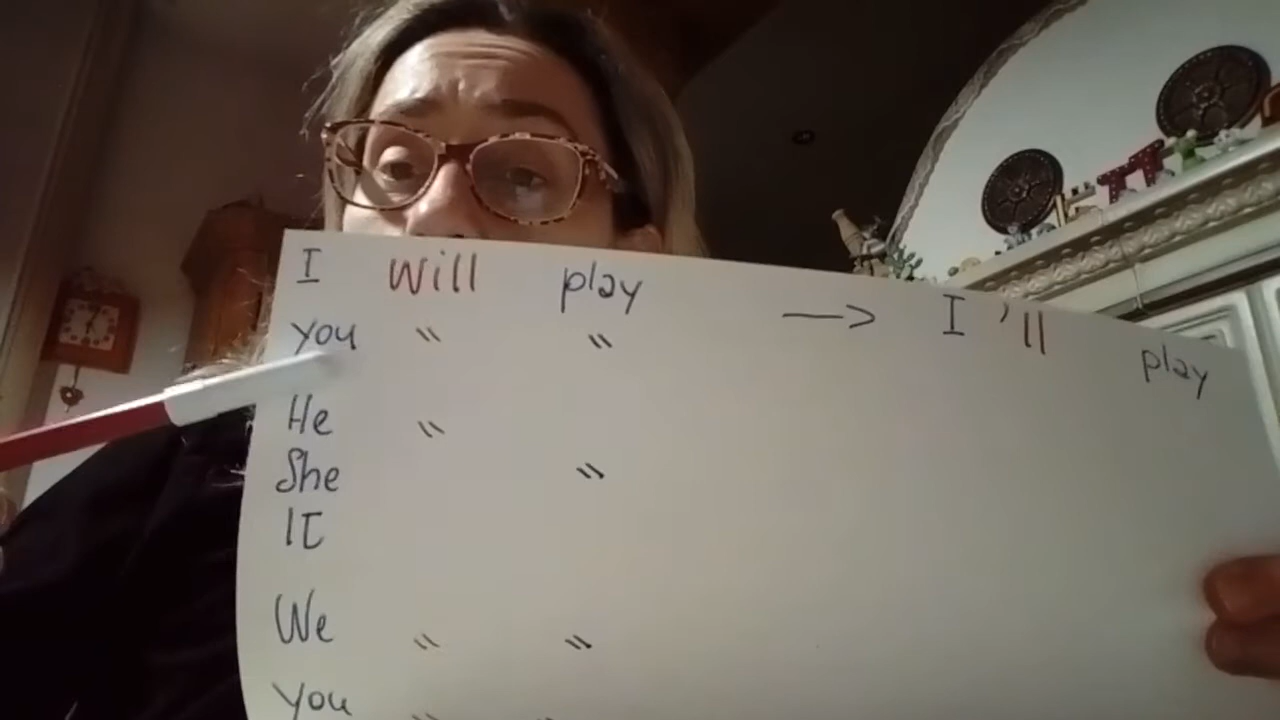 I will play → I 'll play
you " "
He "
She "
It
We " "
you " "